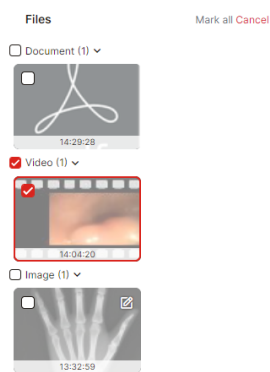 Files Mark all Cancel
Document (1)
14:29:28
Video (1)
14:04:20
Image (1)
13:32:59